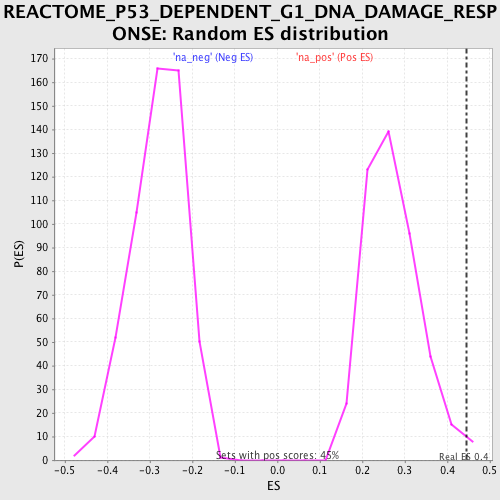 REACTOME_P53_DEPENDENT_G1_DNA_DAMAGE_RESP
ONSE: Random ES distribution
'na_neg' (Neg ES) 'na_pos' (Pos ES)
170
160
150
140
130
120
110
100
90
80
70
60
50
40
30
20
10
0
P(ES)
Sets with pos scores: 45%
Real ES 0.4
-0.5 -0.4 -0.3 -0.2 -0.1 0.0 0.1 0.2 0.3 0.4 0.5
ES